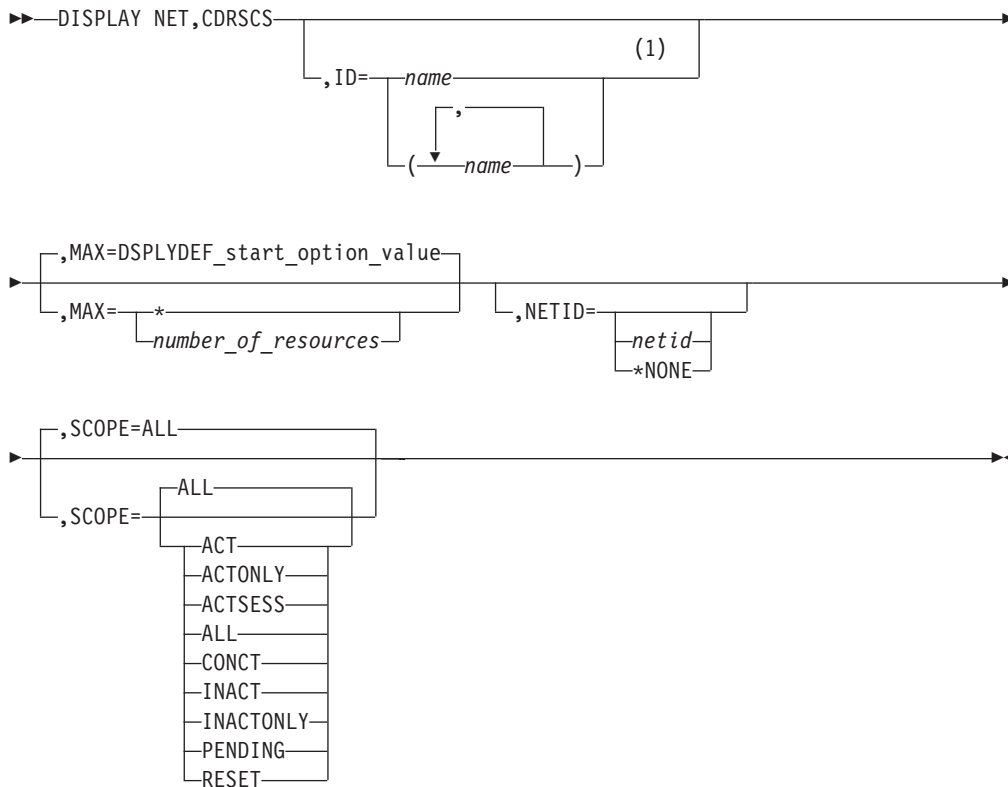 DISPLAY NET,CDRSCS
(1)
,ID= name
,
( name )
,MAX=DSPLYDEF_start_option_value
,MAX= * ,NETID=
number_of_resources netid
*NONE
,SCOPE=ALL
ALL
,SCOPE=
ACT
ACTONLY
ACTSESS
ALL
CONCT
INACT
INACTONLY
PENDING
RESET